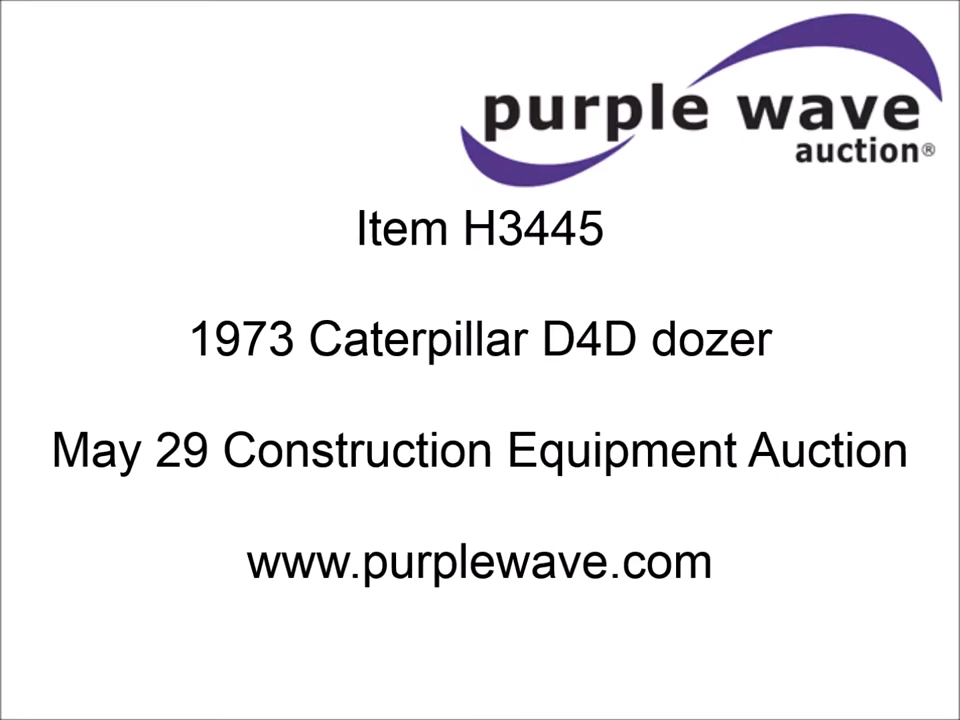 purple wave
auction®
Item H3445
1973 Caterpillar D4D dozer
May 29 Construction Equipment Auction
www.purplewave.com